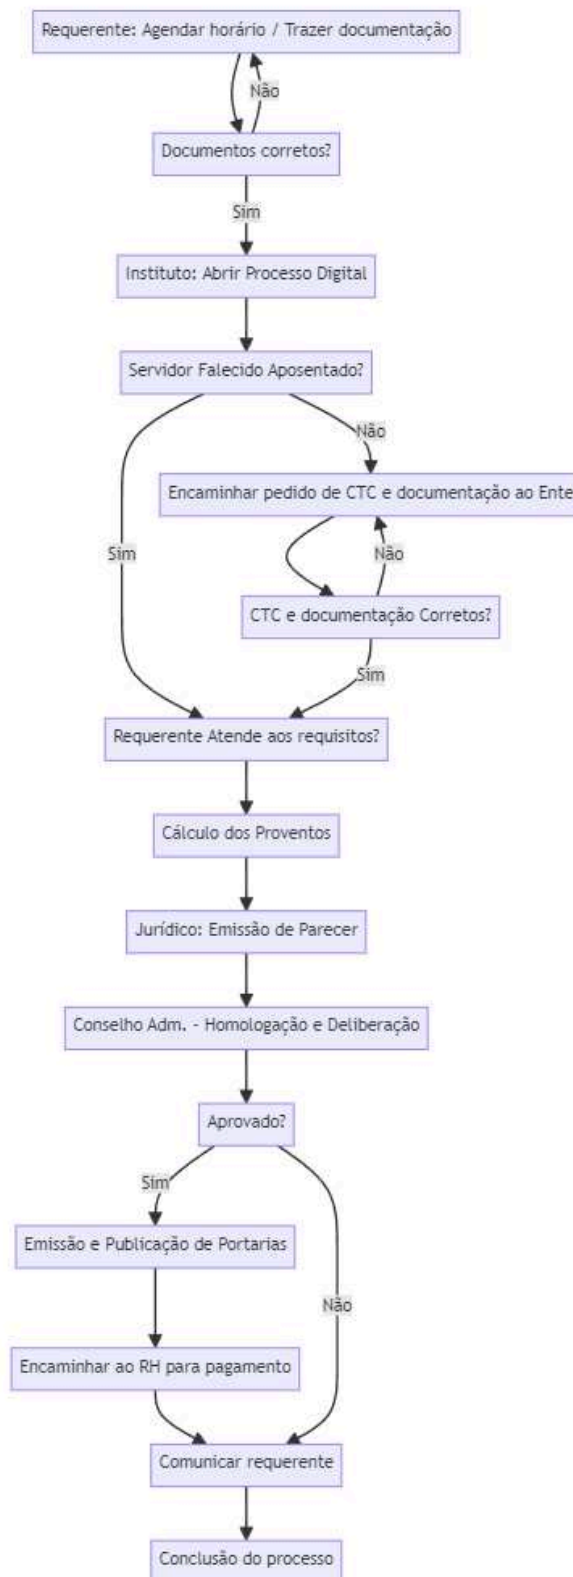 Requerente: Agendar horário / Trazer documentação
Não
Documentos corretos?
Sim
Instituto: Abrir Processo Digital
Servidor Falecido Aposentado?
Não
Encaminhar pedido de CTC e documentação ao Ente
Sim
Não
CTC e documentação Corretos?
Sim
Requerente Atende aos requisitos?
Cálculo dos Proventos
Jurídico: Emissão de Parecer
Conselho Adm. - Homologação e Deliberação
Aprovado?
Sim
Emissão e Publicação de Portarias
Não
Encaminhar ao RH para pagamento
Comunicar requerente
Conclusão do processo